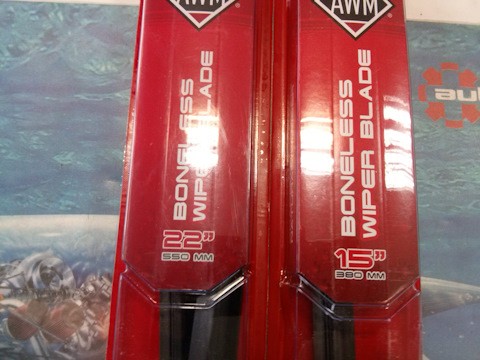 AWM
BONELESS
WIPER BLADE
22"
550 MM
AWM
BONELESS
WIPER BLADE
15"
380 MM